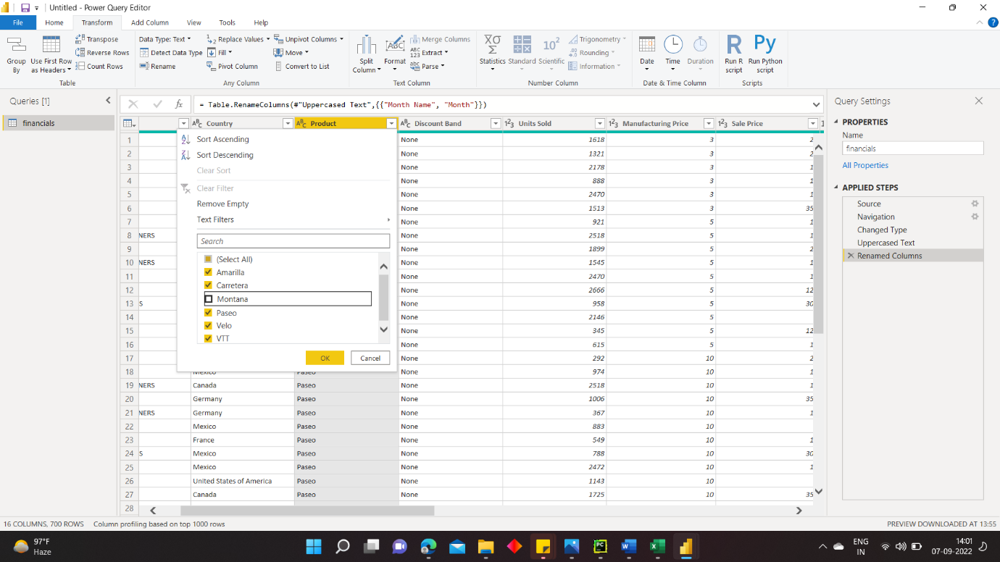 Untitled - Power Query Editor
File Home Transform Add Column View Tools Help
Group By
Use First Row as Headers
Transpose
Reverse Rows
Count Rows
Table
Data Type: Text
Detect Data Type
Rename
Replace Values
Fill
Pivot Column
Unpivot Columns
Move
Convert to List
Any Column
Split Column
Format
ABC
Merge Columns
Extract
Parse
Text Column
Statistics
Standard
10² Scientific
Trigonometry
Rounding
Information
Number Column
Date
Time
Duration
Date & Time Column
R Run R script
Py Run Python script
Scripts
Queries [1]
financials
fx = Table.RenameColumns(#"Uppercased Text",{{"Month Name", "Month"}})
Country Product Discount Band Units Sold Manufacturing Price Sale Price
1 None 1618 3 2
2 None 1321 3 2
3 None 2178 3 1
4 None 888 3 1
5 None 2470 3 1
6 None 1513 3 35
7 None 921 5 1
8 NERS None 2518 5 1
9 None 1899 5 2
10 NERS None 1545 5 1
11 None 2470 5 1
12 None 2666 5 12
13 S None 958 5 30
14 None 2146 5
15 None 345 5 12
16 None 615 5 1
17 None 292 10 2
18 Mexico Paseo None 974 10 1
19 NERS Canada Paseo None 2518 10 1
20 Germany Paseo None 1006 10 35
21 NERS Germany Paseo None 367 10 1
22 Mexico Paseo None 883 10
23 France Paseo None 549 10 1
24 S Mexico Paseo None 788 10 30
25 Mexico Paseo None 2472 10 1
26 United States of America Paseo None 1143 10
27 Canada Paseo None 1725 10 35
28
Sort Ascending
Sort Descending
Clear Sort
Clear Filter
Remove Empty
Text Filters
Search
(Select All)
Amarilla
Carretera
Montana
Paseo
Velo
VTT
OK Cancel
Query Settings
PROPERTIES
Name
financials
All Properties
APPLIED STEPS
Source
Navigation
Changed Type
Uppercased Text
Renamed Columns
16 COLUMNS, 700 ROWS Column profiling based on top 1000 rows
PREVIEW DOWNLOADED AT 13:55
97°F
Haze
ENG
IN
14:01
07-09-2022